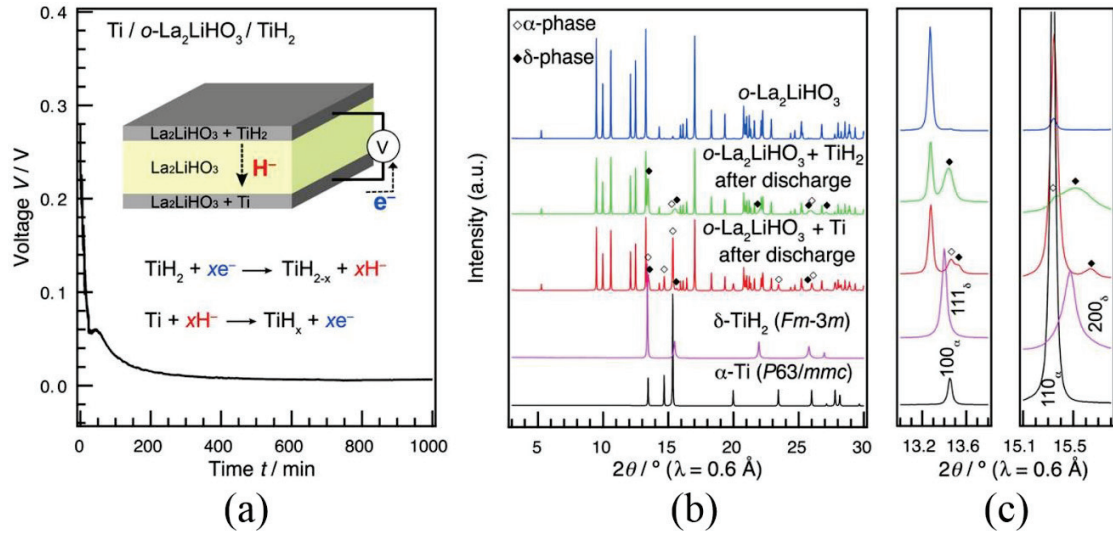 Ti / o-La₂LiHO₃ / TiH₂
La₂LiHO₃ + TiH₂
La₂LiHO₃
H⁻
La₂LiHO₃ + Ti
V
e⁻
TiH₂ + xe⁻ → TiH₂₋ₓ + xH⁻
Ti + xH⁻ → TiHₓ + xe⁻
Voltage V / V
0.4
0.3
0.2
0.1
0.0
0 200 400 600 800 1000
Time t / min
(a)
Intensity (a.u.)
◇α-phase
◆δ-phase
o-La₂LiHO₃
o-La₂LiHO₃ + TiH₂
after discharge
o-La₂LiHO₃ + Ti
after discharge
δ-TiH₂ (Fm-3m)
α-Ti (P63/mmc)
5 10 15 20 25 30
2θ / ° (λ = 0.6 Å)
(b)
100α
111δ
110α
200δ
13.2 13.6
15.1 15.5
2θ / ° (λ = 0.6 Å)
(c)